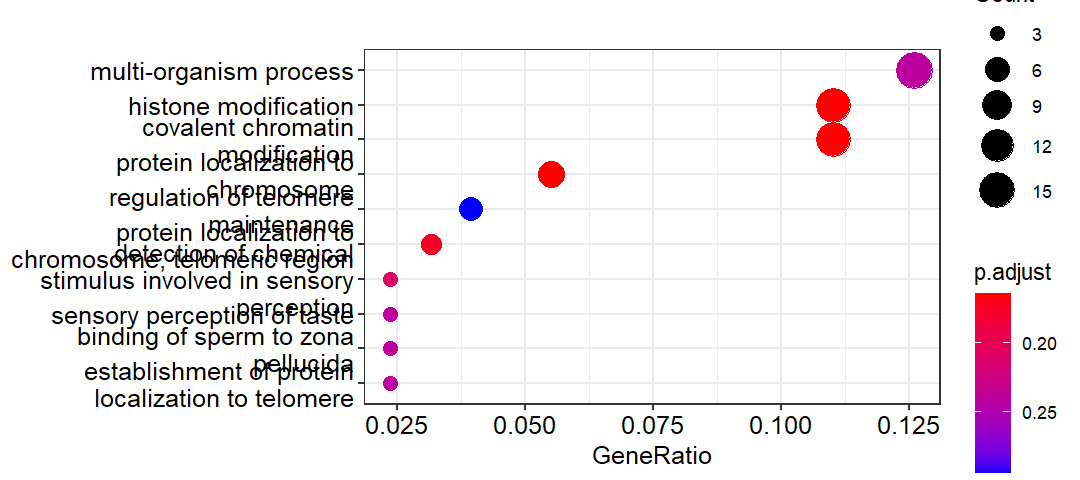 Count
3
6
9
12
15
p.adjust
0.20
0.25
multi-organism process
histone modification
covalent chromatin
modification
protein localization to
chromosome
regulation of telomere
maintenance
protein localization to
chromosome, telomeric region
detection of chemical
stimulus involved in sensory
perception
sensory perception of taste
binding of sperm to zona
pellucida
establishment of protein
localization to telomere
0.025
0.050
0.075
0.100
0.125
GeneRatio